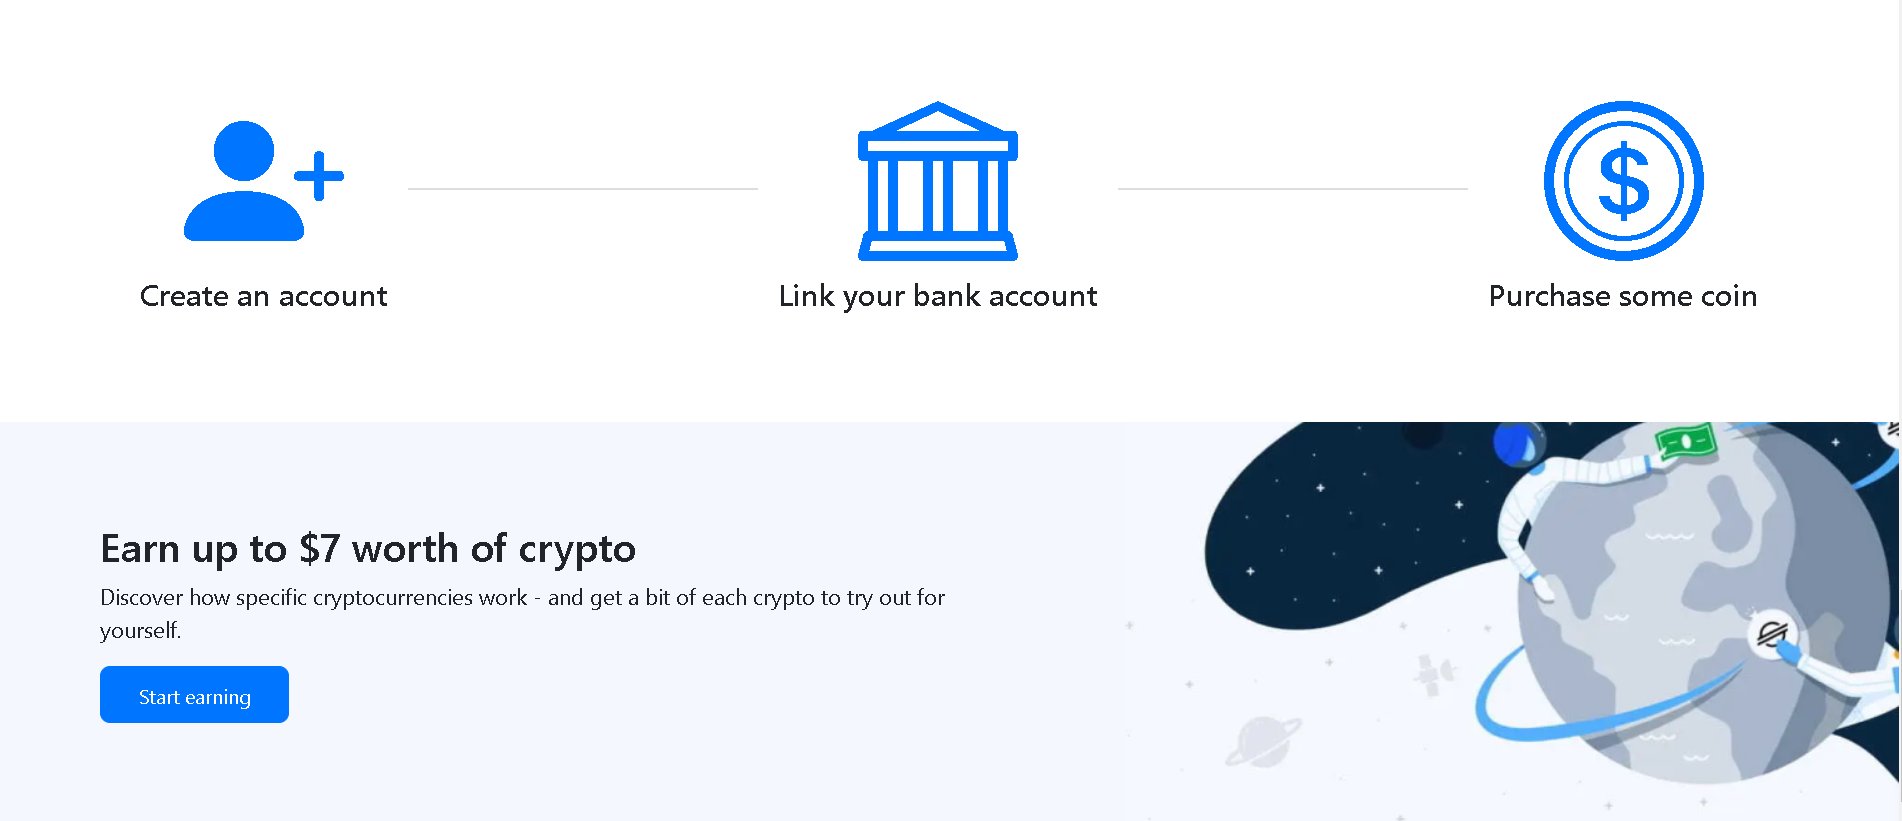 Create an account
Link your bank account
Purchase some coin
Earn up to $7 worth of crypto
Discover how specific cryptocurrencies work - and get a bit of each crypto to try out for
yourself.
Start earning